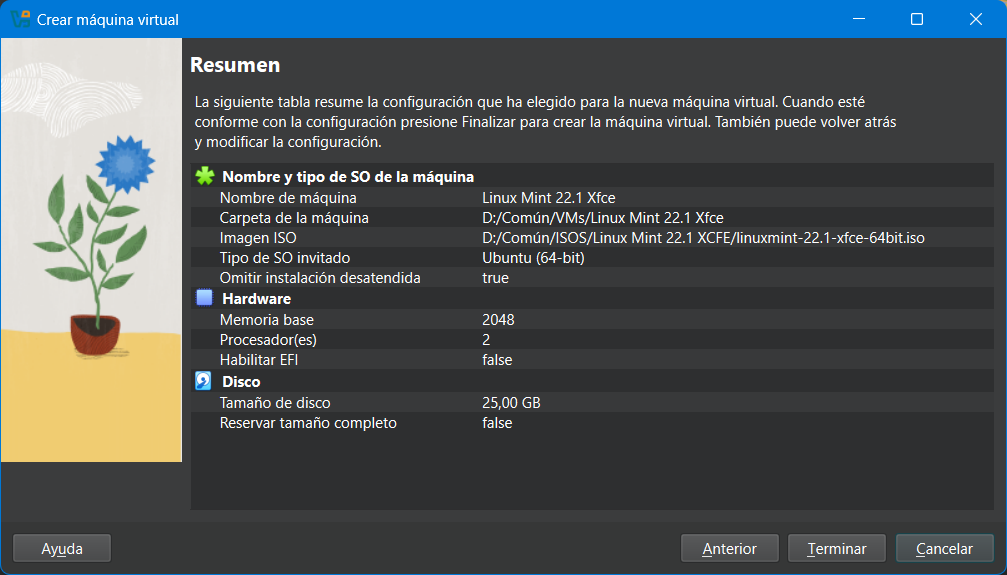 Crear máquina virtual
Resumen
La siguiente tabla resume la configuración que ha elegido para la nueva máquina virtual. Cuando esté
conforme con la configuración presione Finalizar para crear la máquina virtual. También puede volver atrás
y modificar la configuración.
Nombre y tipo de SO de la máquina
Nombre de máquina Linux Mint 22.1 Xfce
Carpeta de la máquina D:/Común/VMs/Linux Mint 22.1 Xfce
Imagen ISO D:/Común/ISOS/Linux Mint 22.1 XCFE/linuxmint-22.1-xfce-64bit.iso
Tipo de SO invitado Ubuntu (64-bit)
Omitir instalación desatendida true
Hardware
Memoria base 2048
Procesador(es) 2
Habilitar EFI false
Disco
Tamaño de disco 25,00 GB
Reservar tamaño completo false
Ayuda Anterior Terminar Cancelar